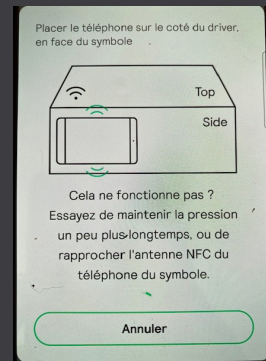 Placer le téléphone sur le coté du driver,
en face du symbole
Top
Side
Cela ne fonctionne pas ?
Essayez de maintenir la pression
un peu plus longtemps, ou de
rapprocher l'antenne NFC du
téléphone du symbole.
Annuler